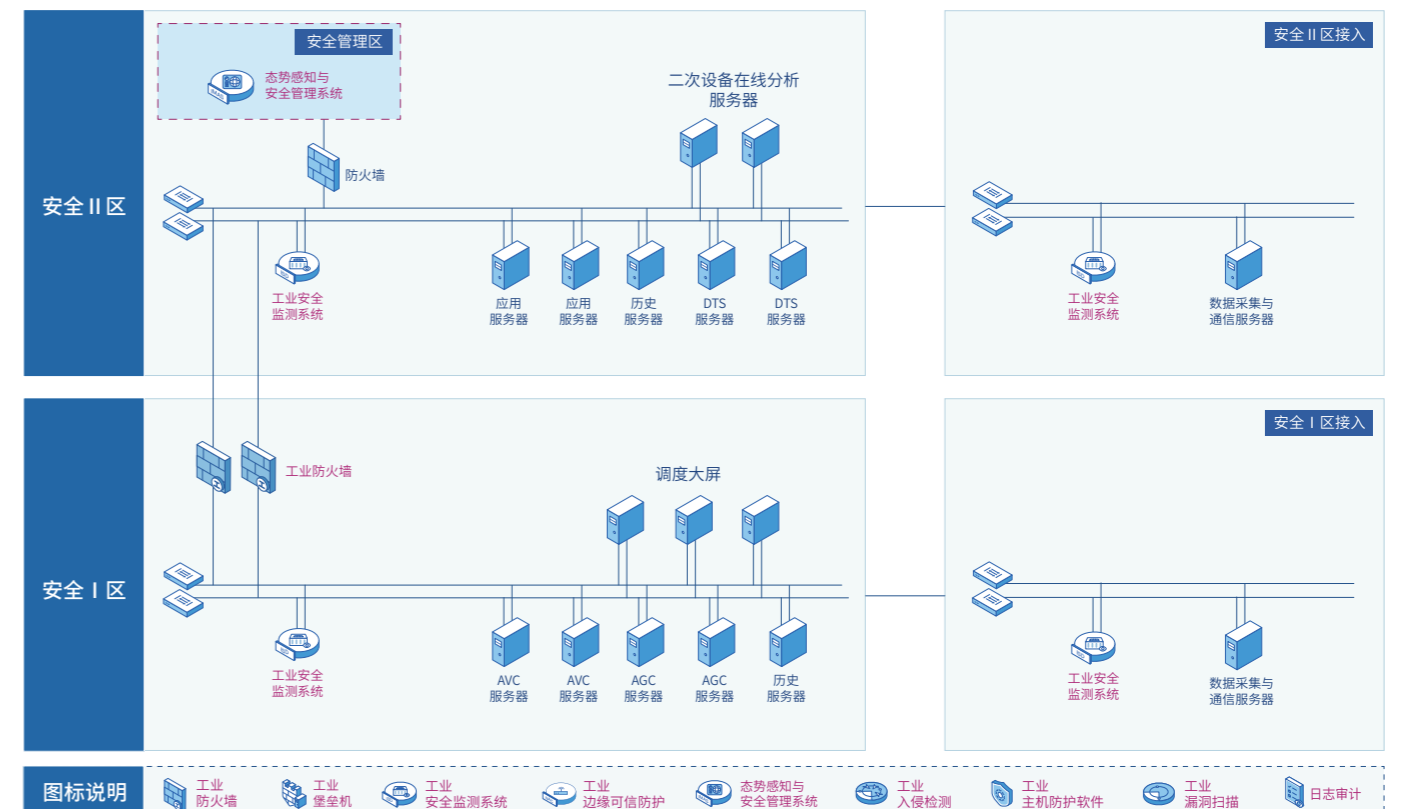 安全管理区
态势感知与
安全管理系统
防火墙
二次设备在线分析
服务器
安全 II 区
工业安全
监测系统
应用
服务器
应用
服务器
历史
服务器
DTS
服务器
DTS
服务器
安全 II 区接入
工业安全
监测系统
数据采集与
通信服务器
工业防火墙
调度大屏
安全 I 区
工业安全
监测系统
AVC
服务器
AVC
服务器
AGC
服务器
AGC
服务器
历史
服务器
安全 I 区接入
工业安全
监测系统
数据采集与
通信服务器
图标说明
工业
防火墙
工业
堡垒机
工业
安全监测系统
工业
边缘可信防护
态势感知与
安全管理系统
工业
入侵检测
工业
主机防护软件
工业
漏洞扫描
日志审计